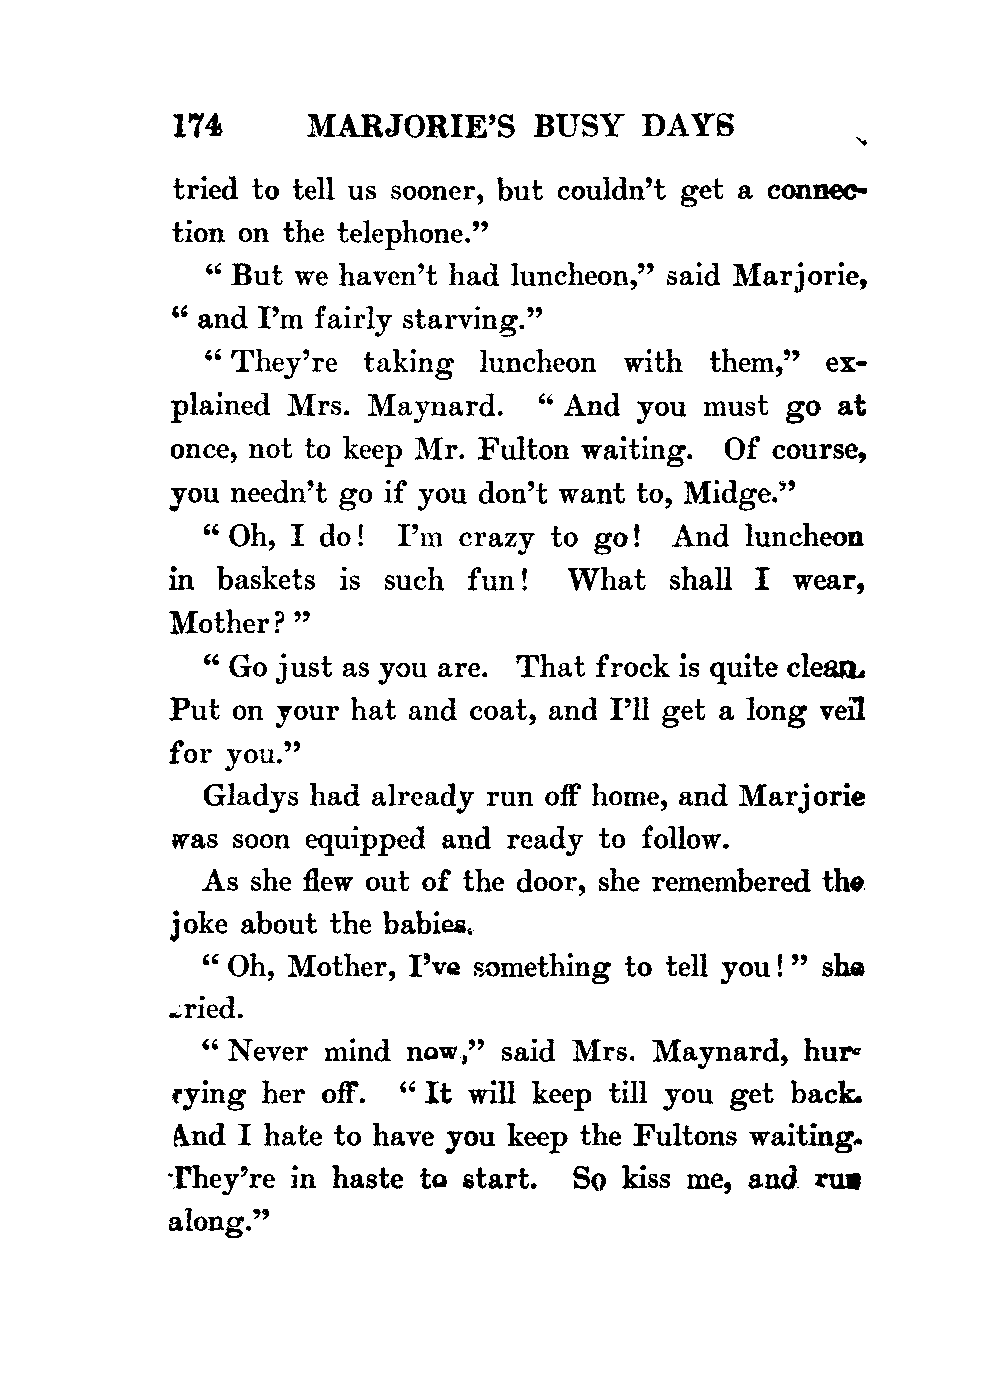 174 MARJORIE'S BUSY DAYS
tried to tell us sooner, but couldn't get a connec-
tion on the telephone."
"But we haven't had luncheon," said Marjorie,
"and I'm fairly starving."
"They're taking luncheon with them," ex-
plained Mrs. Maynard. "And you must go at
once, not to keep Mr. Fulton waiting. Of course,
you needn't go if you don't want to, Midge."
"Oh, I do! I'm crazy to go! And luncheon
in baskets is such fun! What shall I wear,
Mother?"
"Go just as you are. That frock is quite clean.
Put on your hat and coat, and I'll get a long veil
for you."
Gladys had already run off home, and Marjorie
was soon equipped and ready to follow.
As she flew out of the door, she remembered the
joke about the babies.
"Oh, Mother, I've something to tell you!" she
cried.
"Never mind now," said Mrs. Maynard, hur-
rying her off. "It will keep till you get back.
And I hate to have you keep the Fultons waiting.
They're in haste to start. So kiss me, and run
along."